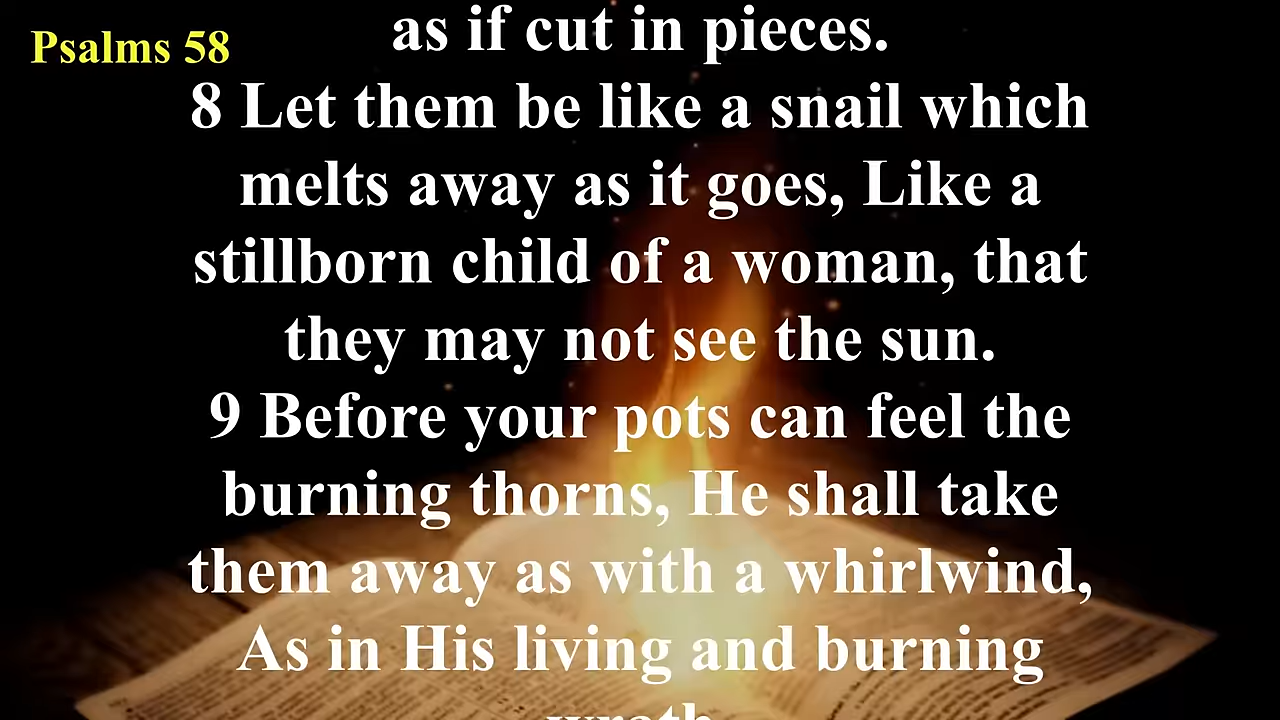 Psalms 58
as if cut in pieces.
8 Let them be like a snail which
melts away as it goes, Like a
stillborn child of a woman, that
they may not see the sun.
9 Before your pots can feel the
burning thorns, He shall take
them away as with a whirlwind,
As in His living and burning
wrath.